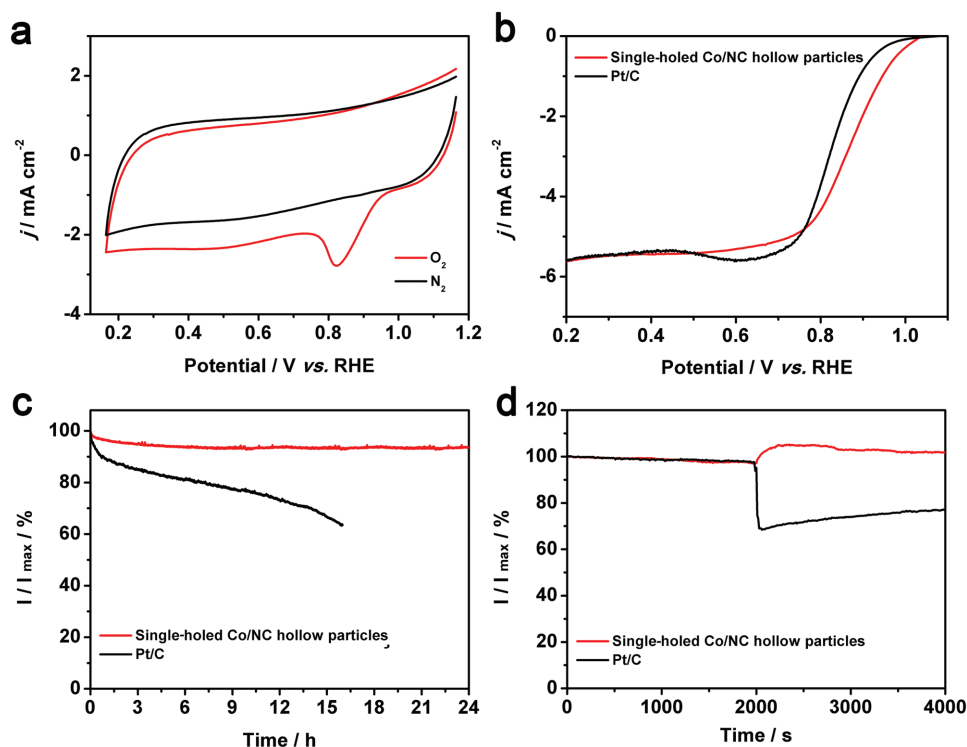 a
j / mA cm⁻²
2
0
-2
-4
O₂
N₂
0.2 0.4 0.6 0.8 1.0 1.2
Potential / V vs. RHE
b
j / mA cm⁻²
0
-2
-4
-6
Single-holed Co/NC hollow particles
Pt/C
0.2 0.4 0.6 0.8 1.0
Potential / V vs. RHE
c
I / I max / %
100
80
60
40
20
0
Single-holed Co/NC hollow particles
Pt/C
0 3 6 9 12 15 18 21 24
Time / h
d
I / I max / %
120
100
80
60
40
20
0
Single-holed Co/NC hollow particles
Pt/C
0 1000 2000 3000 4000
Time / s